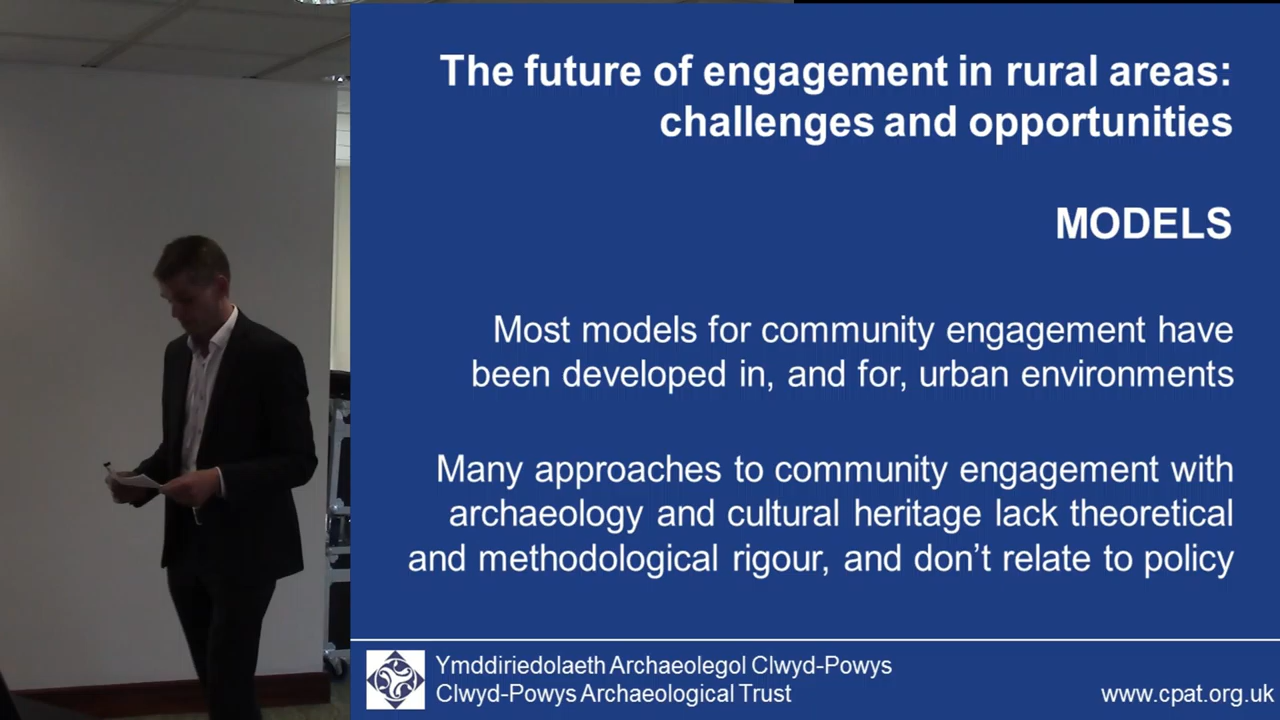 The future of engagement in rural areas:
challenges and opportunities
MODELS
Most models for community engagement have
been developed in, and for, urban environments
Many approaches to community engagement with
archaeology and cultural heritage lack theoretical
and methodological rigour, and don't relate to policy
Ymddiriedolaeth Archaeolegol Clwyd-Powys
Clwyd-Powys Archaeological Trust
www.cpat.org.uk